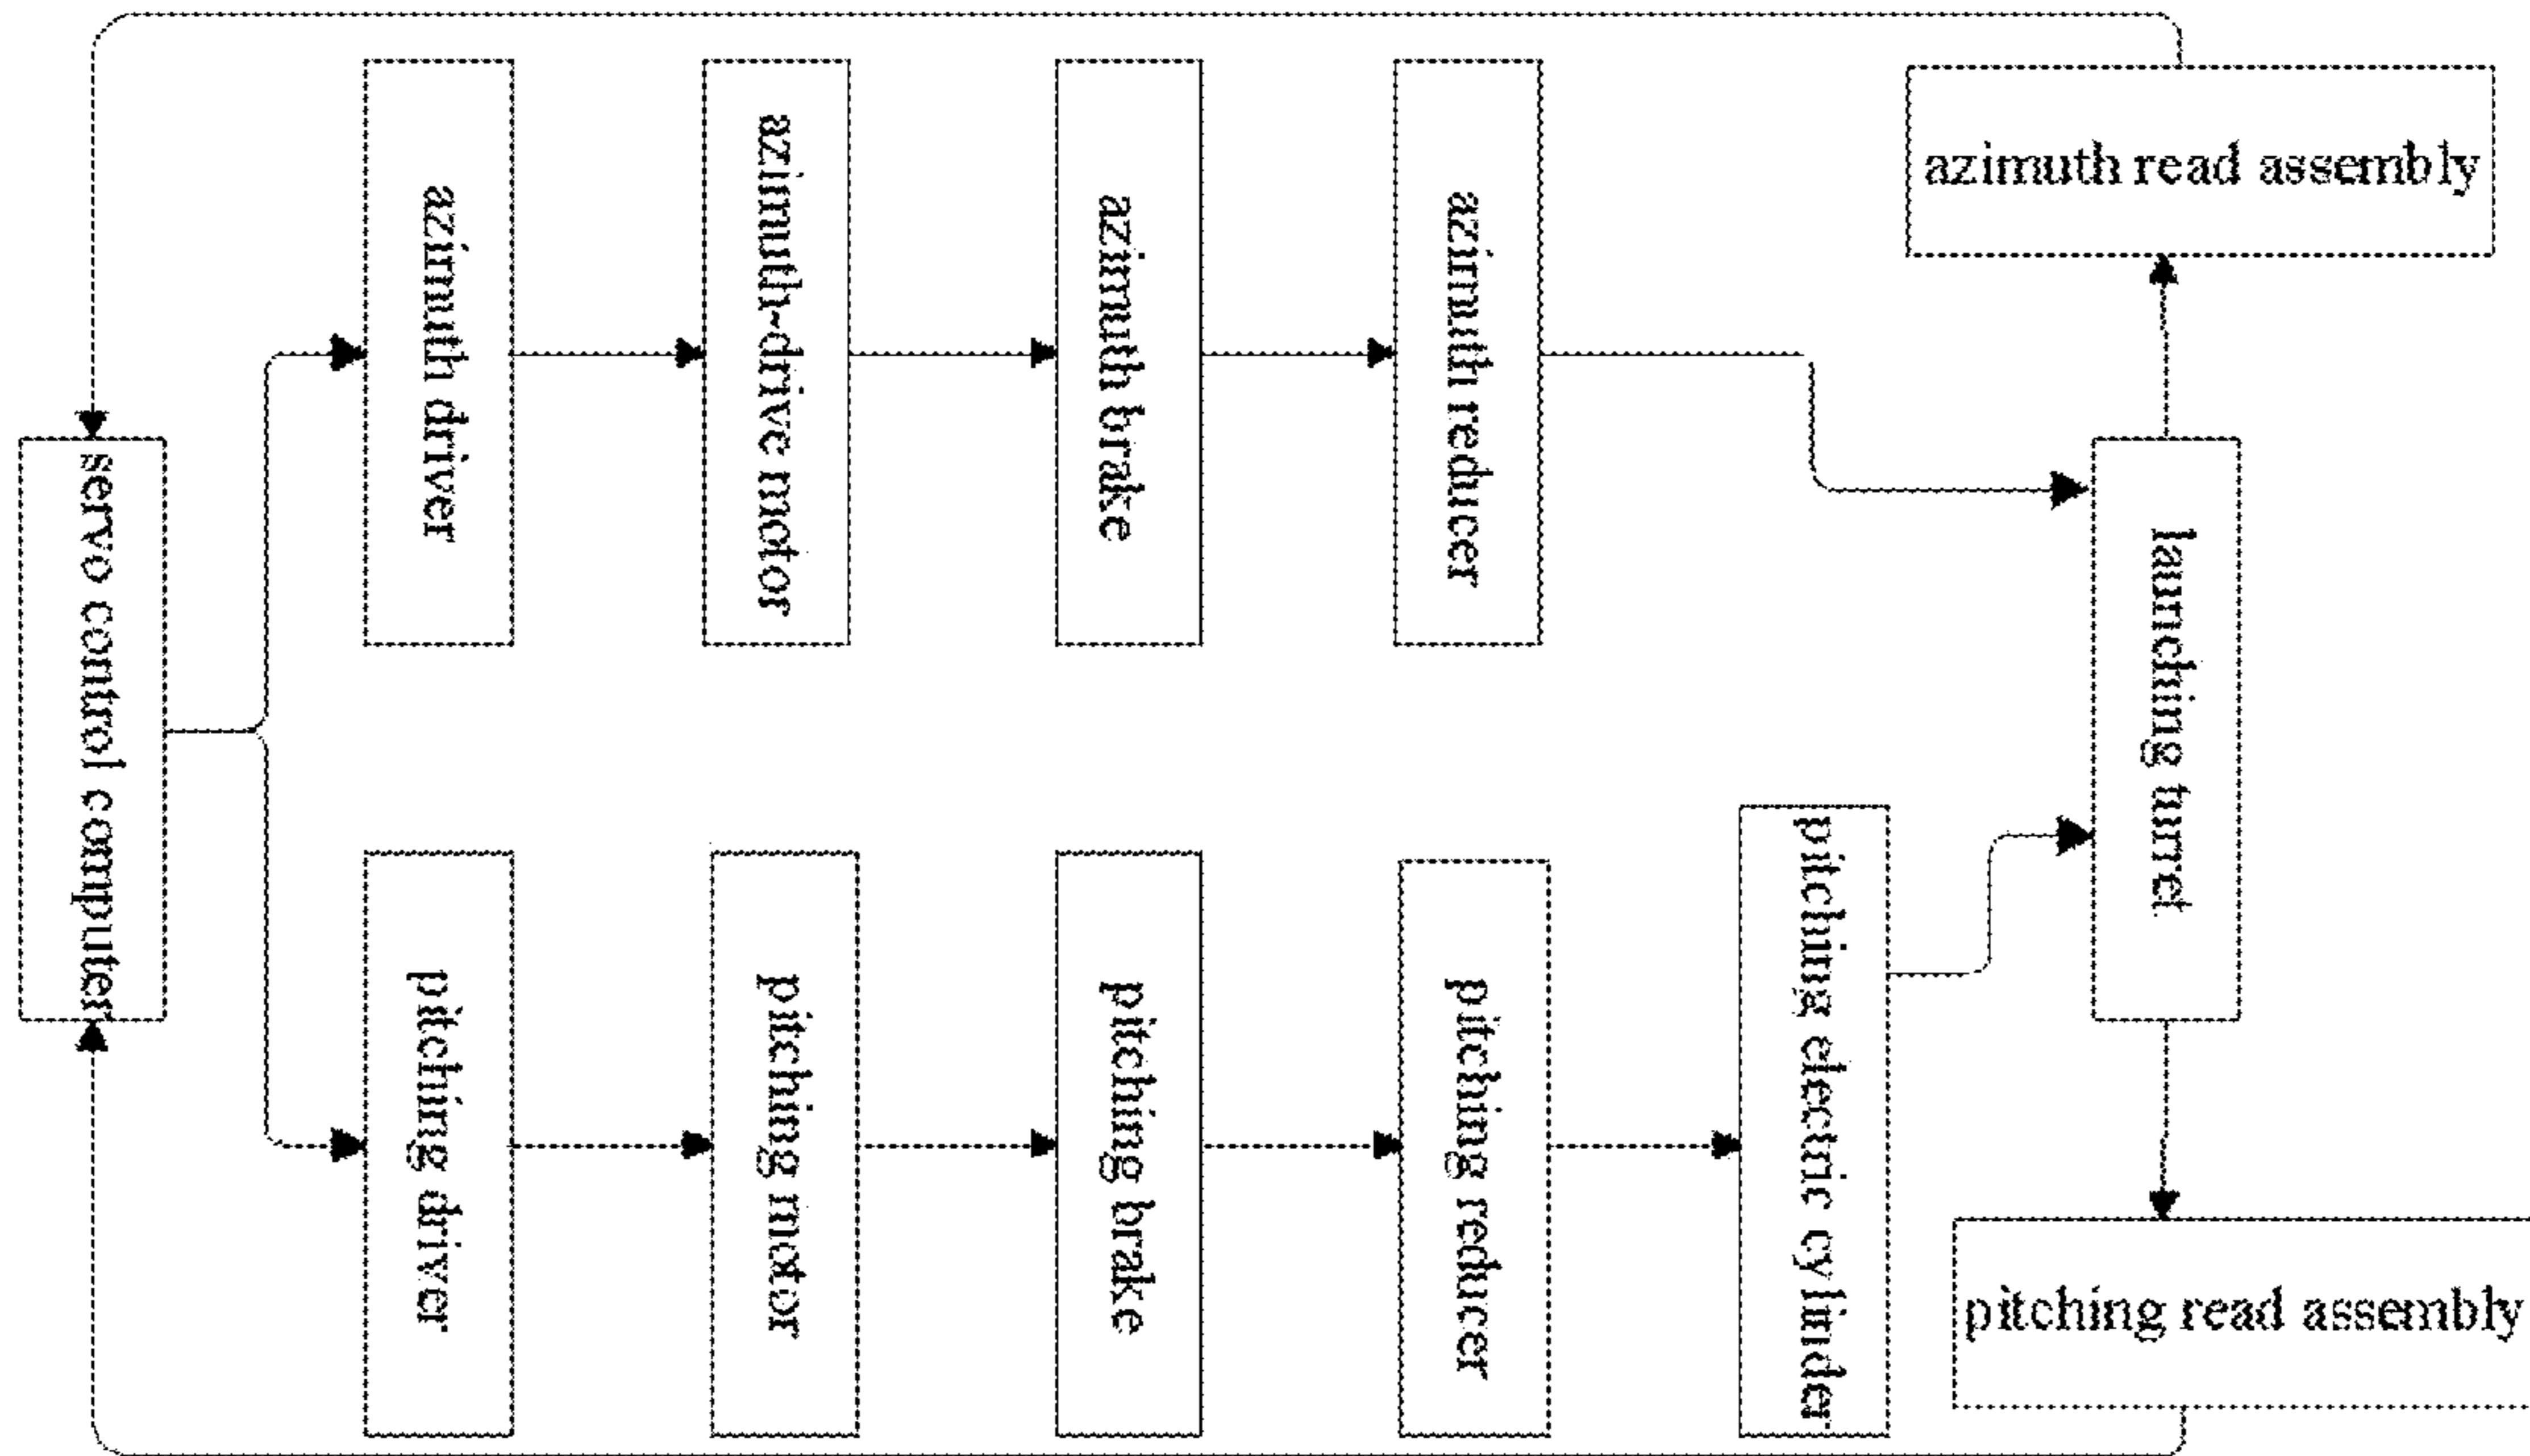 servo control computer
azimuth driver
azimuth-drive motor
azimuth brake
azimuth reducer
azimuth read assembly
launching turret
pitching driver
pitching motor
pitching brake
pitching reducer
pitching electric cylinder
pitching read assembly